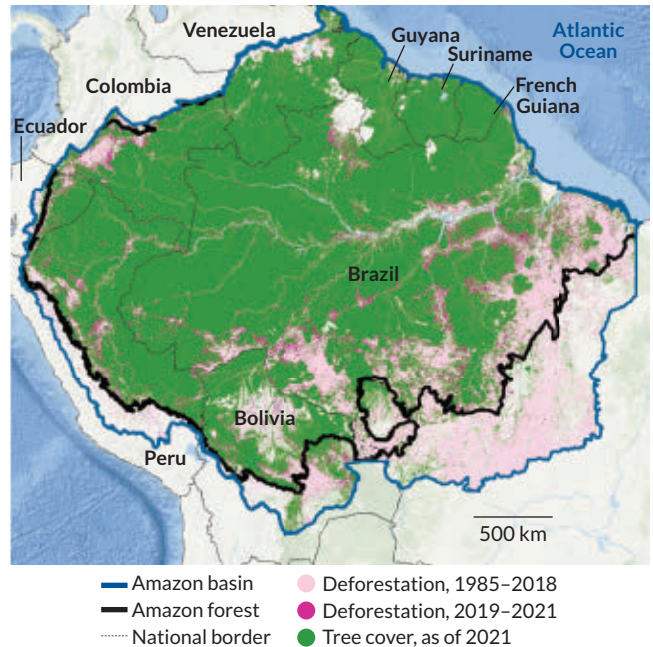 Venezuela
Guyana
Atlantic
Ocean
Suriname
Colombia
French
Guiana
Ecuador
Brazil
Bolivia
Peru
500 km
Amazon basin
Deforestation, 1985–2018
Amazon forest
Deforestation, 2019–2021
National border
Tree cover, as of 2021